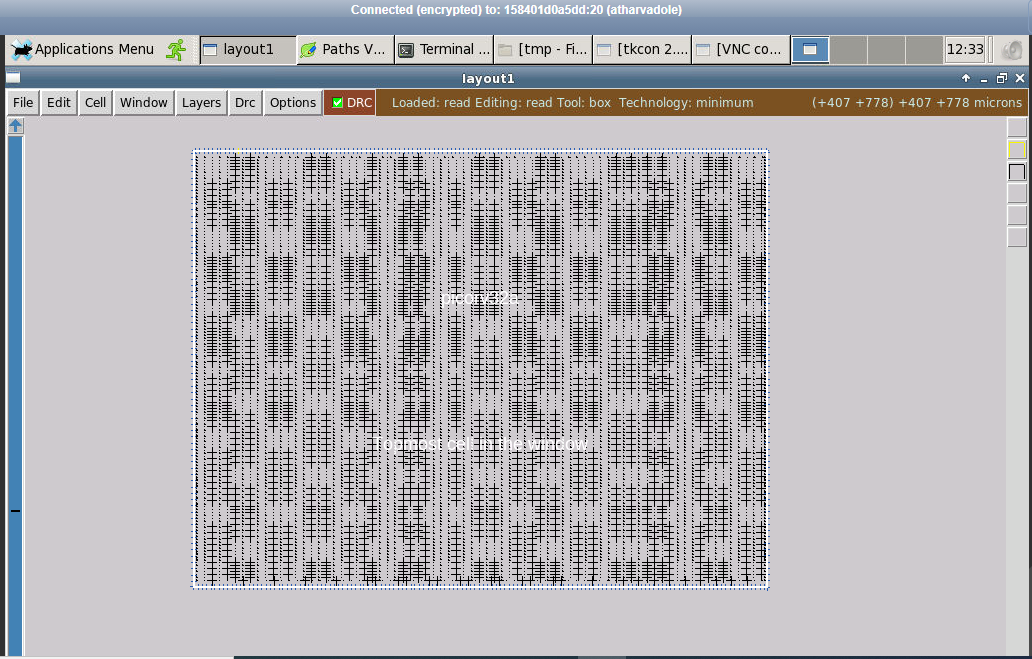 Connected (encrypted) to: 158401d0a5dd:20 (atharvadole)
Applications Menu layout1 Paths V... Terminal ... [tmp - Fi... [tkcon 2.... [VNC co... 12:33
layout1
File Edit Cell Window Layers Drc Options DRC Loaded: read Editing: read Tool: box Technology: minimum (+407 +778) +407 +778 microns
picorv32a
Topmost cell in the window